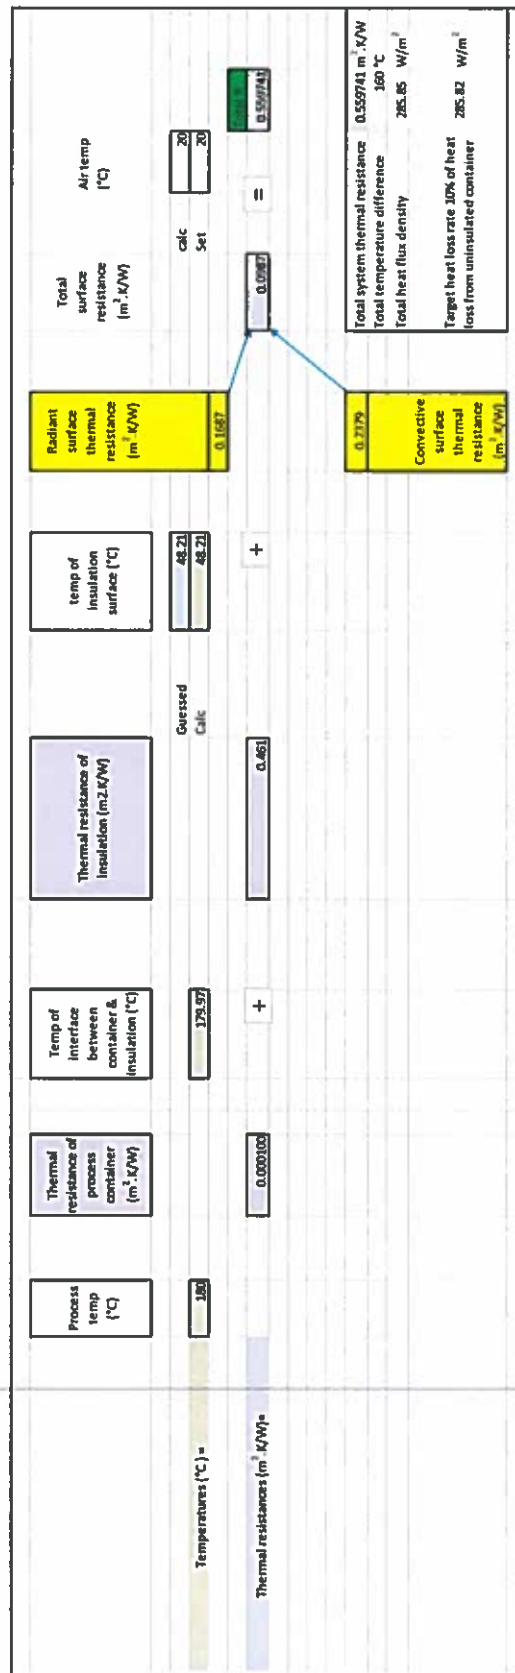 Process
temp
(°C)
Thermal
resistance of
process
container
(m².K/W)
Temp of
interface
between
container &
insulation (°C)
Thermal resistance of
insulation (m2.K/W)
temp of
insulation
surface (°C)
Radiant
surface
thermal
resistance
(m².K/W)
Total
surface
resistance
(m².K/W)
Air temp
(°C)
Temperatures (°C) =
180
179.97
Guessed
48.21
Calc
48.21
0.1687
calc
20
Set
20
Thermal resistances (m².K/W)=
0.000100
+
0.461
+
0.0987
=
0.559741
0.2379
Convective
surface
thermal
resistance
(m².K/W)
Total system thermal resistance 0.559741 m².K/W
Total temperature difference 160 °C
Total heat flux density 285.85 W/m²
Target heat loss rate 10% of heat
loss from uninsulated container 285.82 W/m²